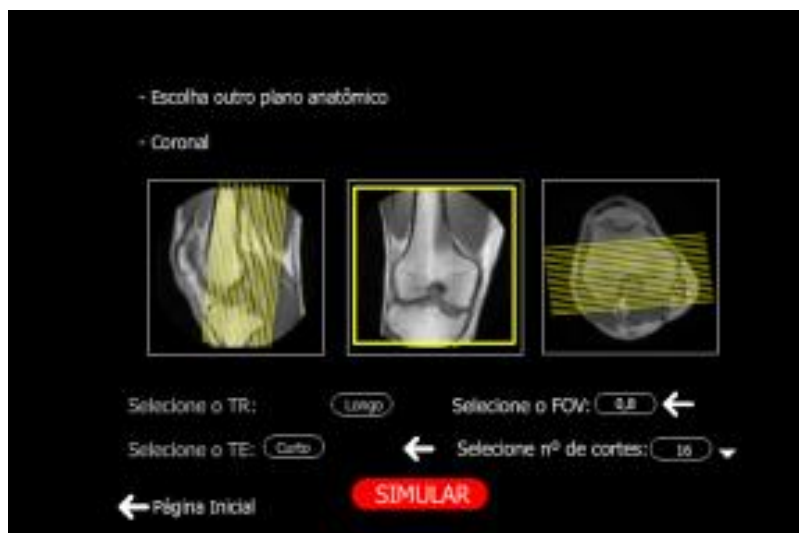 - Escolha outro plano anatômico
- Coronal
Selecione o TR: Longo
Selecione o FOV: 0,8
Selecione o TE: Curto
Selecione nº de cortes: 16
SIMULAR
Página Inicial